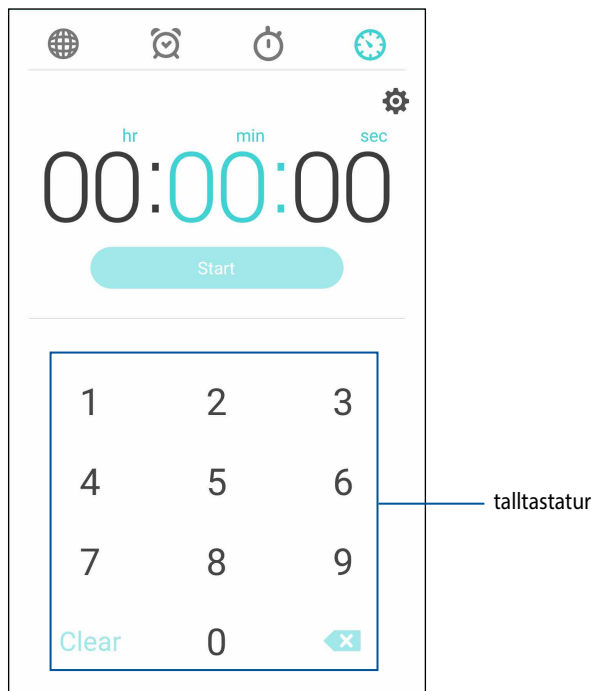 hr min sec
00:00:00
Start
1 2 3
4 5 6
talltastatur
7 8 9
Clear 0